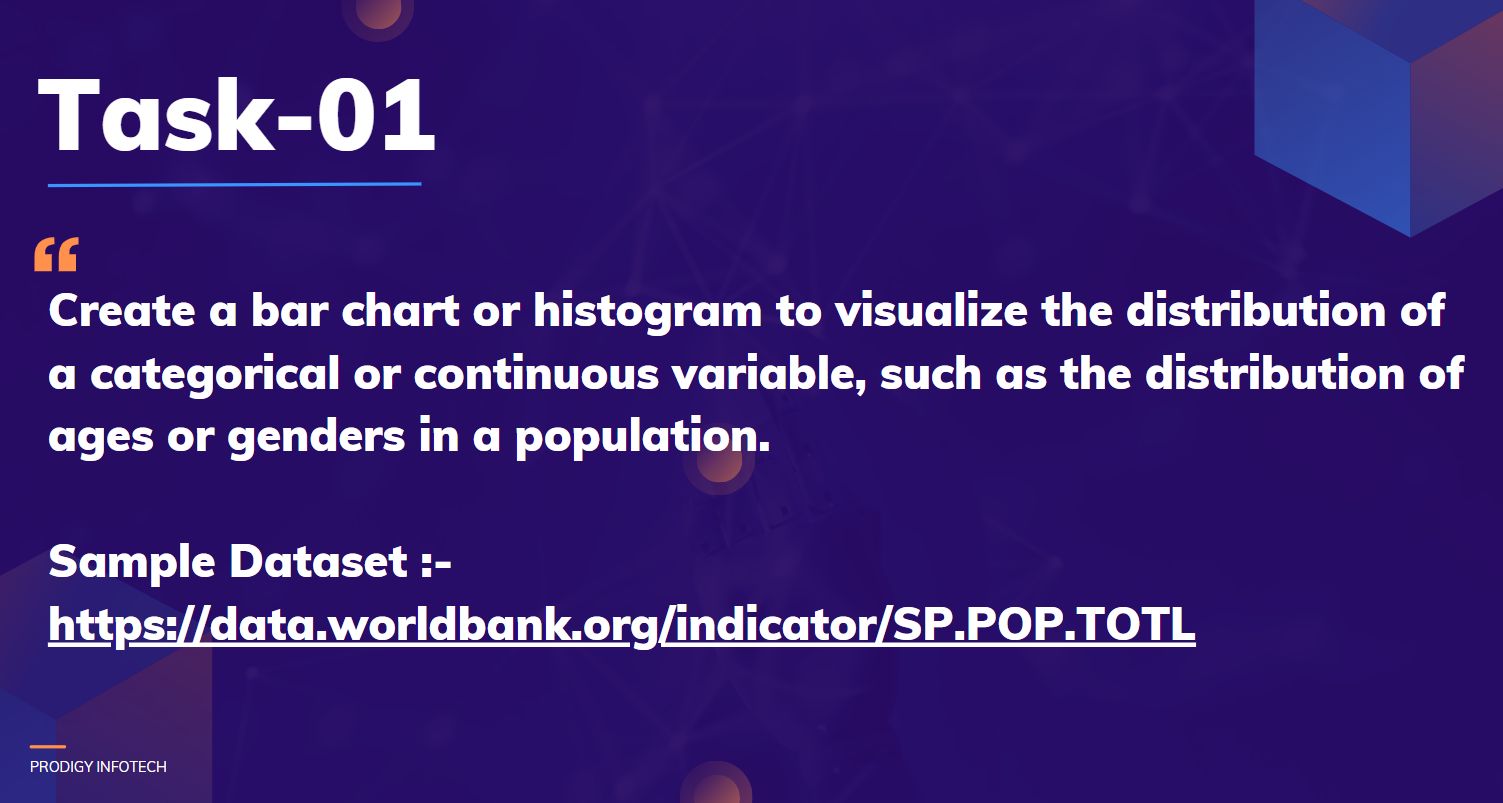 Task-01
“
Create a bar chart or histogram to visualize the distribution of
a categorical or continuous variable, such as the distribution of
ages or genders in a population.
Sample Dataset :-
https://data.worldbank.org/indicator/SP.POP.TOTL
PRODIGY INFOTECH